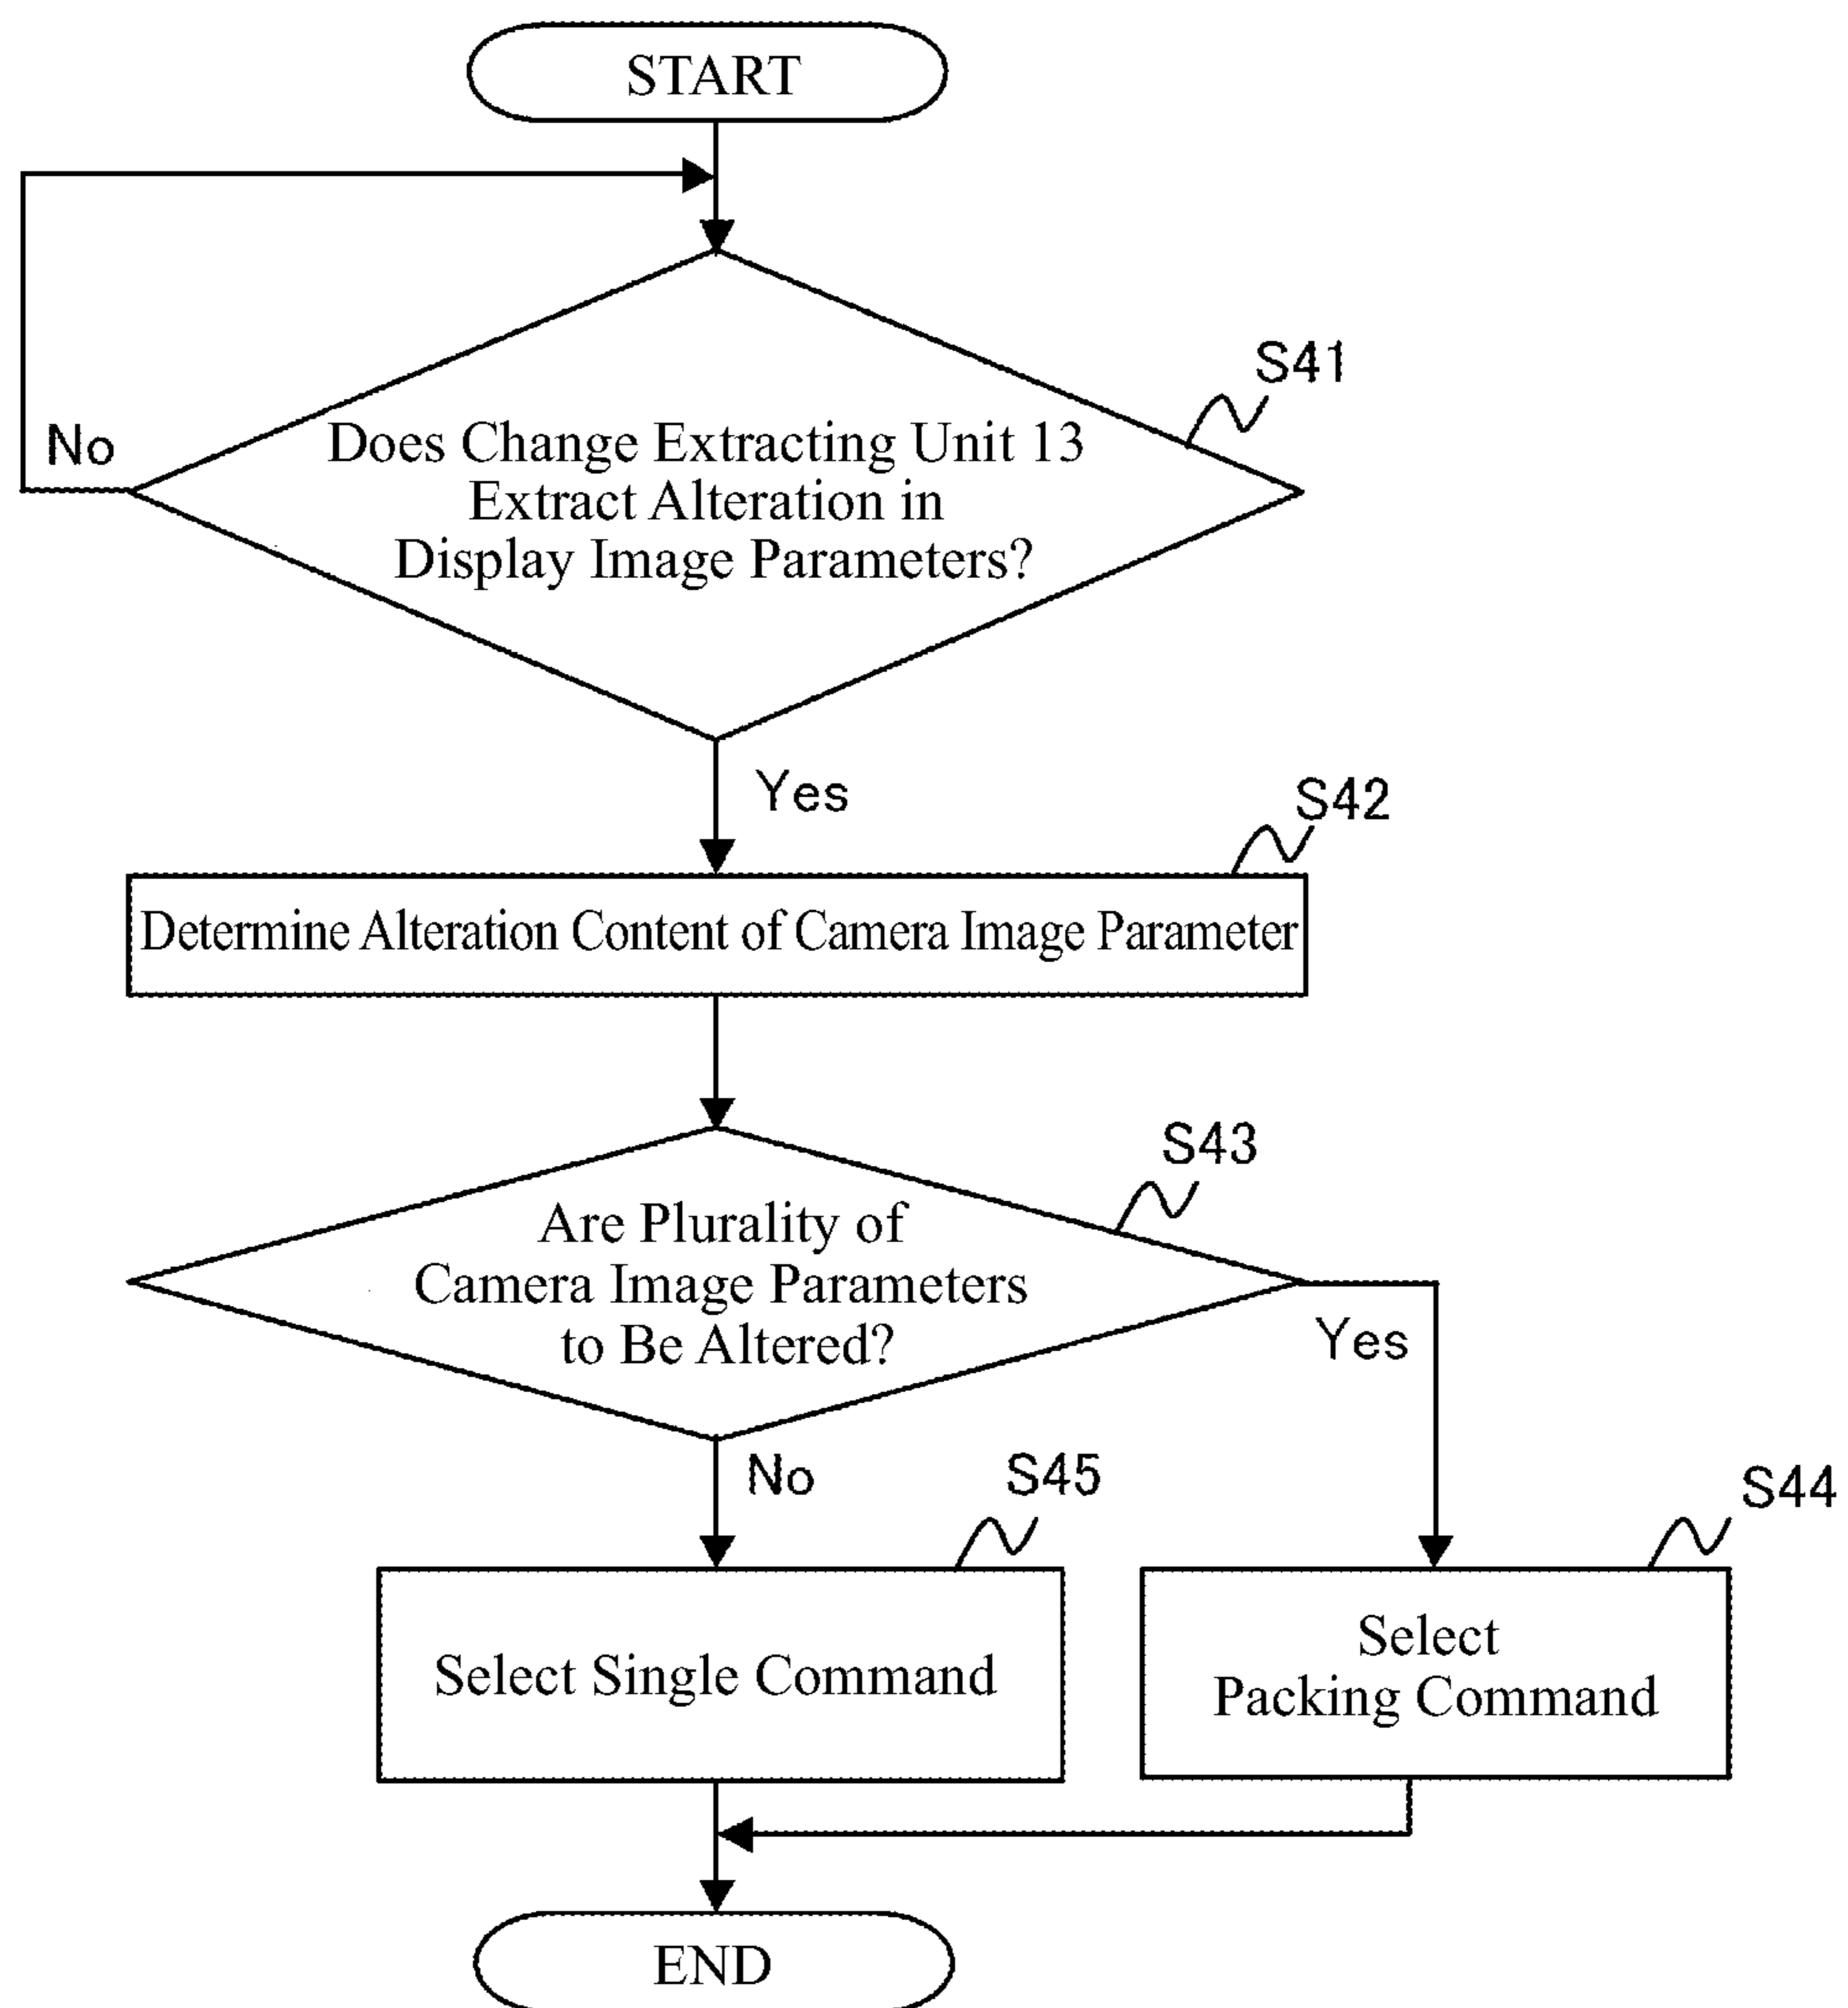 START
S41
No
Does Change Extracting Unit 13
Extract Alteration in
Display Image Parameters?
Yes
S42
Determine Alteration Content of Camera Image Parameter
S43
Are Plurality of
Camera Image Parameters
to Be Altered?
Yes
No
S45
S44
Select Single Command
Select
Packing Command
END